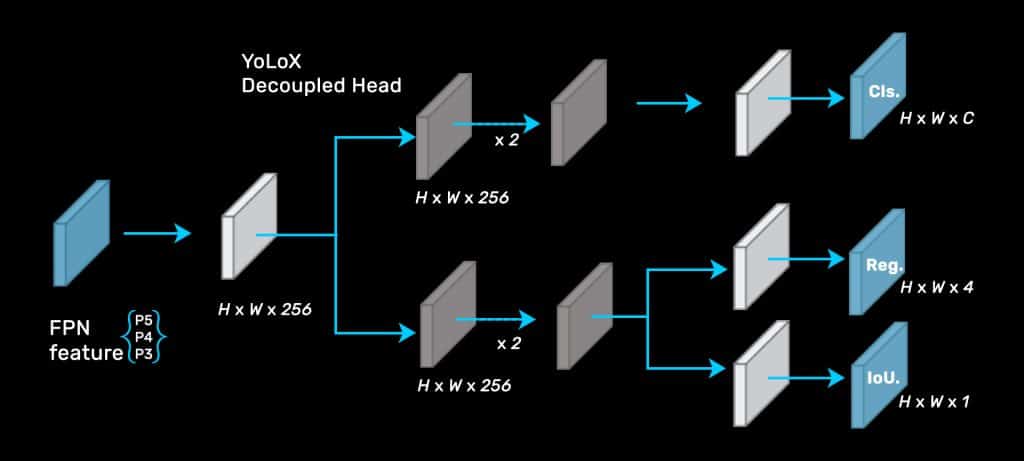 YoLoX
Decoupled Head
Cls.
H x W x C
x 2
H x W x 256
H x W x 256
FPN
feature
P5
P4
P3
Reg.
H x W x 4
x 2
H x W x 256
IoU.
H x W x 1